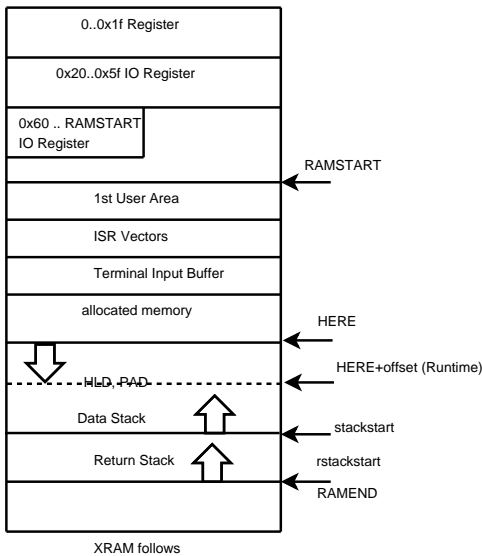 0..0x1f Register
0x20..0x5f IO Register
0x60 .. RAMSTART
IO Register
RAMSTART
1st User Area
ISR Vectors
Terminal Input Buffer
allocated memory
HERE
HERE+offset (Runtime)
HLD, PAD
Data Stack
stackstart
Return Stack
rstackstart
RAMEND
XRAM follows